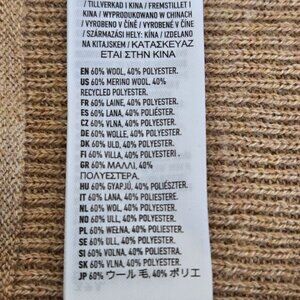 / TILLVERKAD I KINA / FREMSTILLET I
KINA / WYPRODUKOWANO W CHINACH
/ VYROBENO V ČÍNĚ / VYROBENÉ V ČÍNE
/ SZÁRMAZÁSI HELY: KÍNA / IZDELANO
NA KITAJSKEM / ΚΑΤΑΣΚΕΥΑΖ
ΕΤΑΙ ΣΤΗΝ ΚΙΝΑ
EN 60% WOOL, 40% POLYESTER.
US 60% MERINO WOOL, 40%
RECYCLED POLYESTER.
FR 60% LAINE, 40% POLYESTER.
ES 60% LANA, 40% POLIÉSTER.
CZ 60% VLNA, 40% POLYESTER.
DE 60% WOLLE, 40% POLYESTER.
DK 60% ULD, 40% POLYESTER.
FI 60% VILLA, 40% POLYESTERI.
GR 60% ΜΑΛΛΙ, 40%
ΠΟΛΥΕΣΤΕΡΑ.
HU 60% GYAPJÚ, 40% POLIÉSZTER.
IT 60% LANA, 40% POLIESTERE.
NL 60% WOL, 40% POLYESTER.
NO 60% ULL, 40% POLYESTER.
PL 60% WEŁNA, 40% POLIESTER.
SE 60% ULL, 40% POLYESTER.
SI 60% VOLNA, 40% POLIESTER.
SK 60% VLNA, 40% POLYESTER.
JP 60% ウール 毛, 40% ポリエ